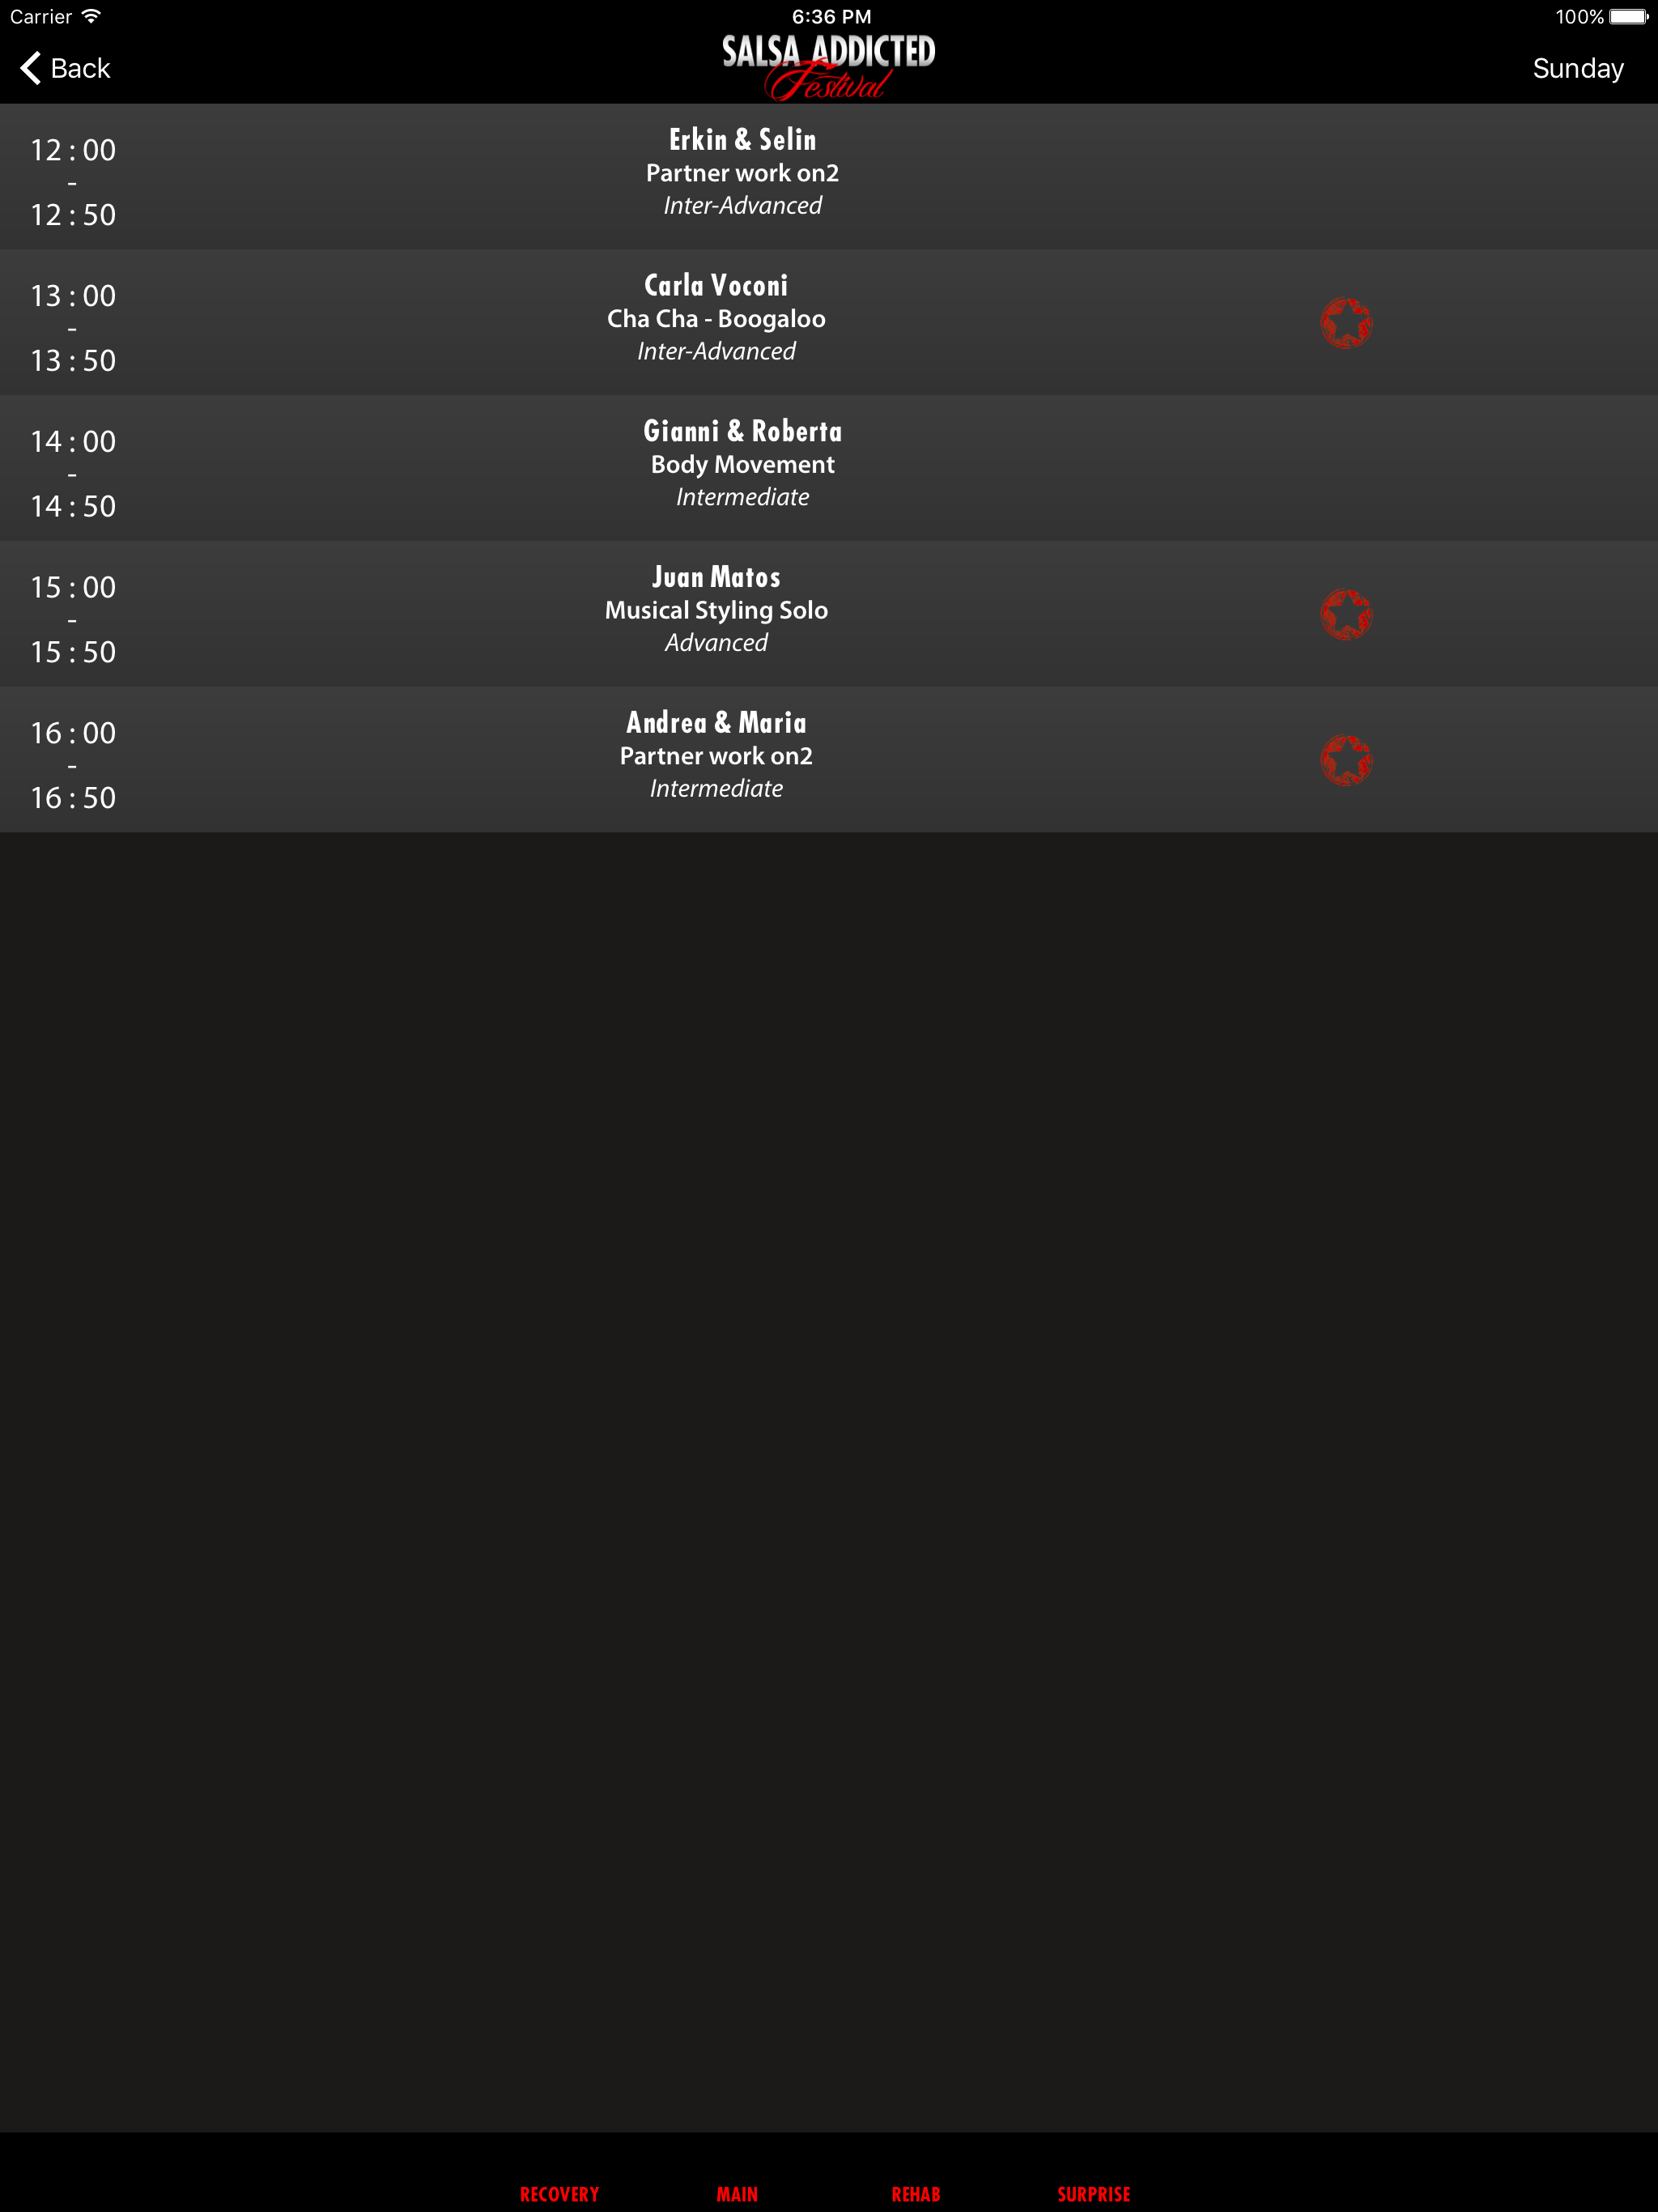 Carrier 6:36 PM 100%
Back SALSA ADDICTED Sunday
Festival
12 : 00
-
12 : 50
Erkin & Selin
Partner work on2
Inter-Advanced
13 : 00
-
13 : 50
Carla Voconi
Cha Cha - Boogaloo
Inter-Advanced
14 : 00
-
14 : 50
Gianni & Roberta
Body Movement
Intermediate
15 : 00
-
15 : 50
Juan Matos
Musical Styling Solo
Advanced
16 : 00
-
16 : 50
Andrea & Maria
Partner work on2
Intermediate
RECOVERY MAIN REHAB SURPRISE